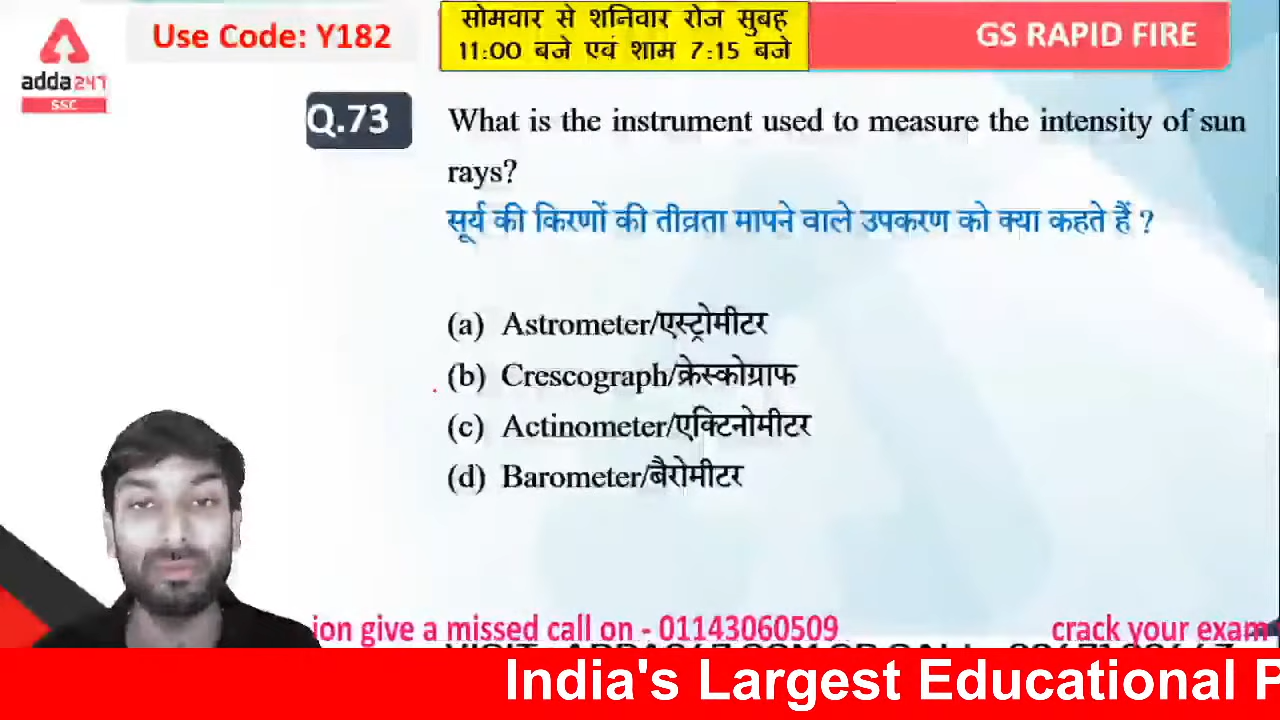 Use Code: Y182
सोमवार से शनिवार रोज सुबह
11:00 बजे एवं शाम 7:15 बजे
GS RAPID FIRE
adda247
SSC
Q.73
What is the instrument used to measure the intensity of sun
rays?
सूर्य की किरणों की तीव्रता मापने वाले उपकरण को क्या कहते हैं ?
(a) Astrometer/एस्ट्रोमीटर
(b) Crescograph/क्रेस्कोग्राफ
(c) Actinometer/एक्टिनोमीटर
(d) Barometer/बैरोमीटर
ion give a missed call on - 01143060509
crack your exam
India's Largest Educational P